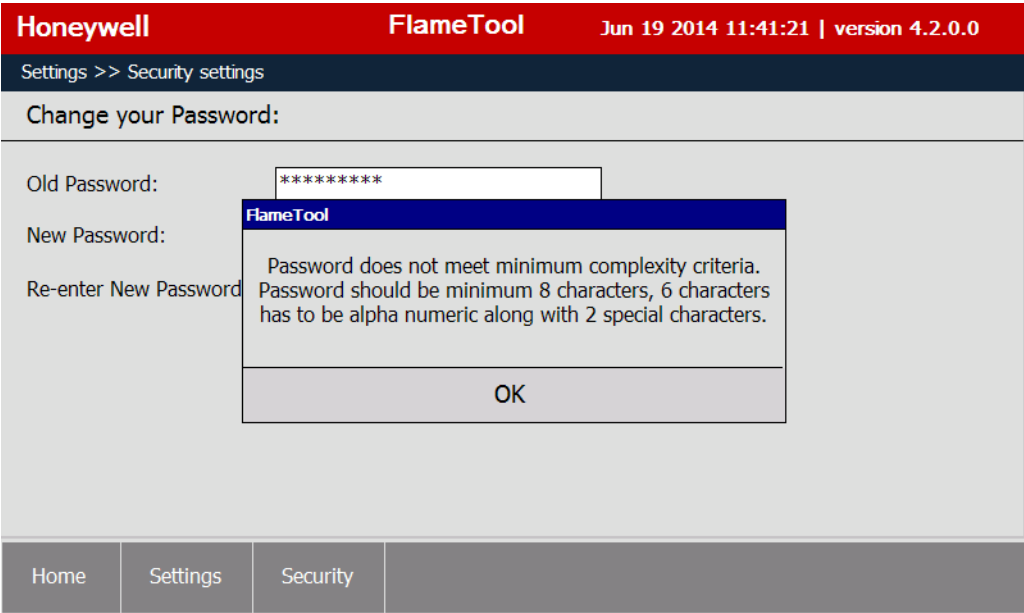 Honeywell FlameTool Jun 19 2014 11:41:21 | version 4.2.0.0
Settings >> Security settings
Change your Password:
Old Password: *********
FlameTool
New Password:
Password does not meet minimum complexity criteria.
Re-enter New Password
Password should be minimum 8 characters, 6 characters
has to be alpha numeric along with 2 special characters.
OK
Home Settings Security